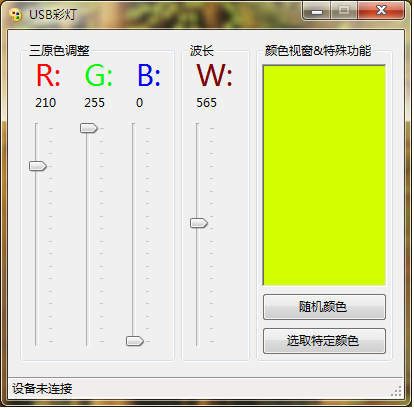 USB彩灯
三原色调整
R: G: B:
210 255 0
波长
W:
565
颜色视窗&特殊功能
随机颜色
选取特定颜色
设备未连接